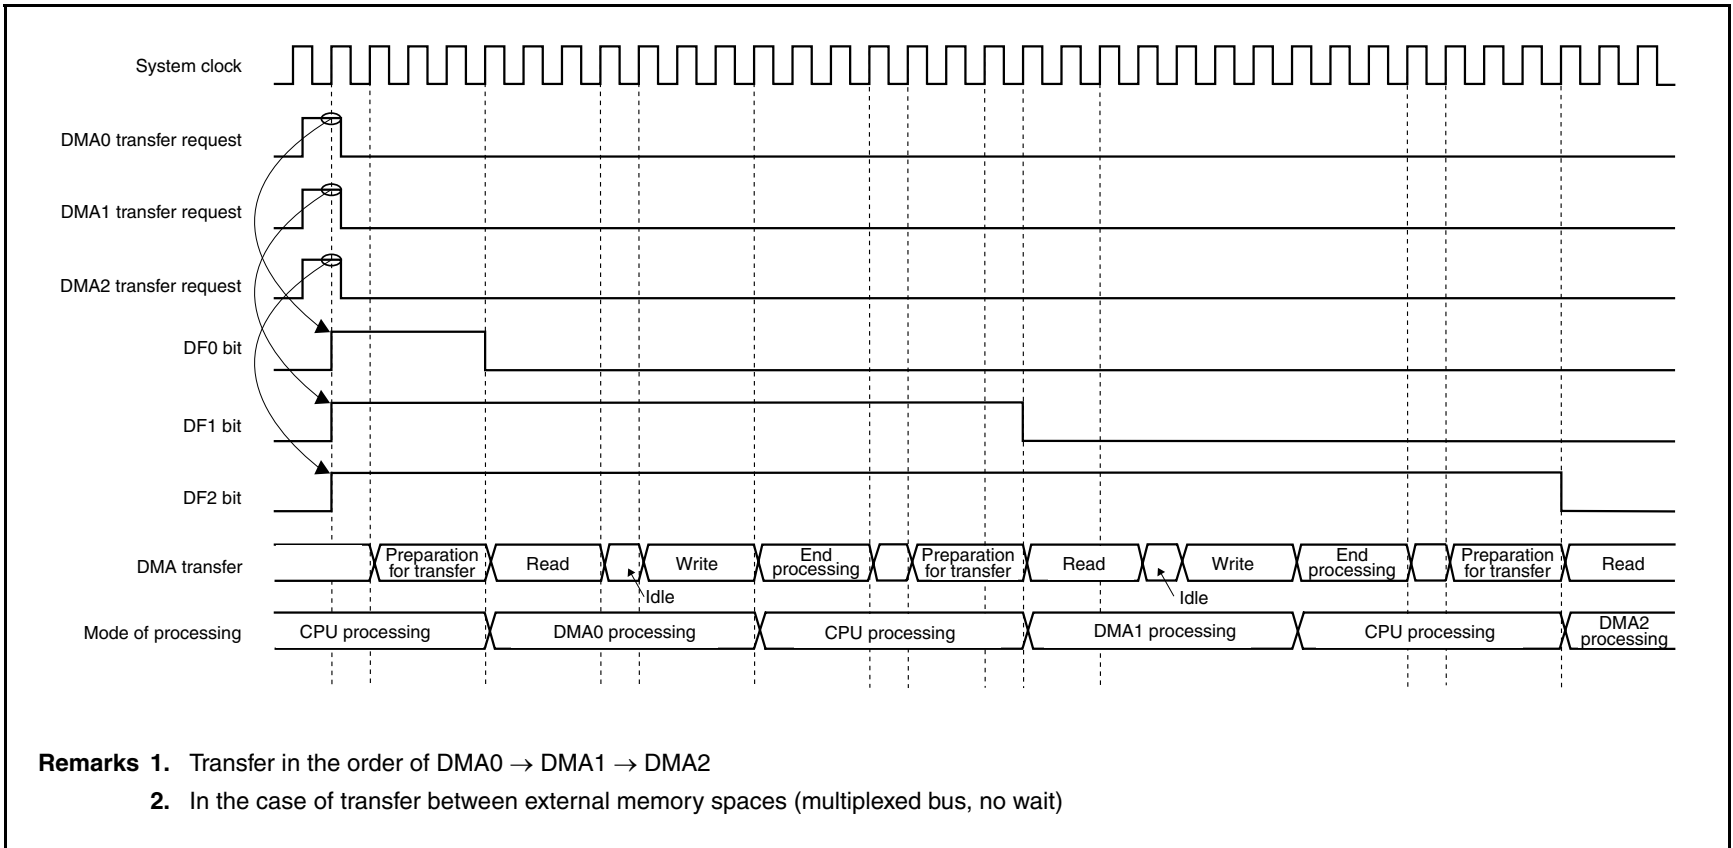 System clock
DMA0 transfer request
DMA1 transfer request
DMA2 transfer request
DF0 bit
DF1 bit
DF2 bit
DMA transfer
Preparation
for transfer
Read
Write
End
processing
Preparation
for transfer
Read
Write
End
processing
Preparation
for transfer
Read
Idle
Idle
Mode of processing
CPU processing
DMA0 processing
CPU processing
DMA1 processing
CPU processing
DMA2
processing
Remarks 1. Transfer in the order of DMA0 → DMA1 → DMA2
2. In the case of transfer between external memory spaces (multiplexed bus, no wait)